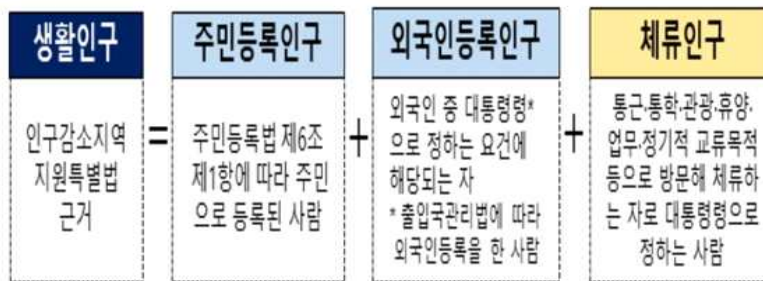 생활인구
인구감소지역
지원특별법
근거
=
주민등록인구
주민등록법 제6조
제1항에 따라 주민
으로 등록된 사람
+
외국인등록인구
외국인 중 대통령령*
으로 정하는 요건에
해당되는 자
* 출입국관리법에 따라
외국인등록을 한 사람
+
체류인구
통근·통학·관광·휴양·
업무·정기적 교류목적
등으로 방문해 체류하
는 자로 대통령령으로
정하는 사람